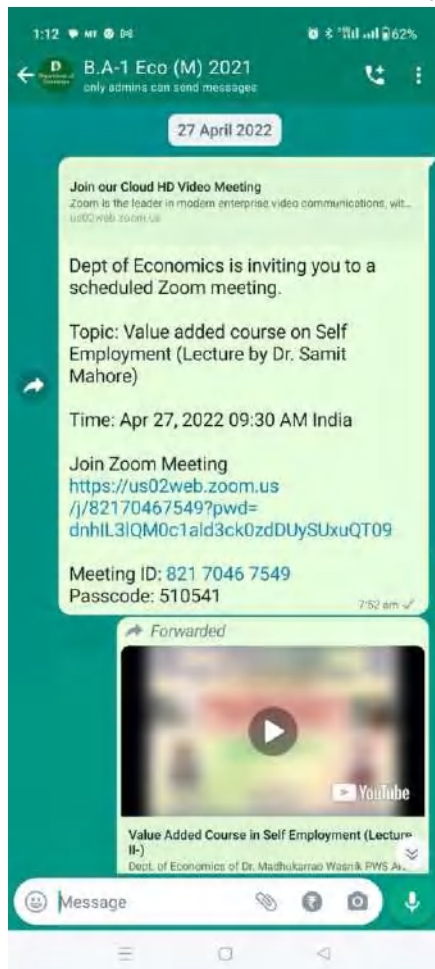 1:12 62%
B.A-1 Eco (M) 2021
only admins can send messages
27 April 2022
Join our Cloud HD Video Meeting
Zoom is the leader in modern enterprise video communications, wit...
us02web.zoom.us
Dept of Economics is inviting you to a
scheduled Zoom meeting.
Topic: Value added course on Self
Employment (Lecture by Dr. Samit
Mahore)
Time: Apr 27, 2022 09:30 AM India
Join Zoom Meeting
https://us02web.zoom.us
/j/82170467549?pwd=
Meeting ID: 821 7046 7549
Passcode: 510541
7:52 am
Forwarded
YouTube
Value Added Course in Self Employment (Lecture
II-)
Dept. of Economics of Dr. Madhukarrao Wasnik PWS
Message